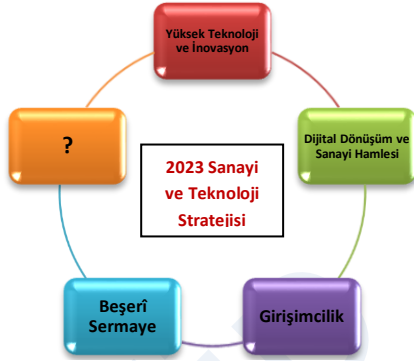 Yüksek Teknoloji
ve İnovasyon
Dijital Dönüşüm ve
Sanayi Hamlesi
?
2023 Sanayi
ve Teknoloji
Stratejisi
Beşerî
Sermaye
Girişimcilik